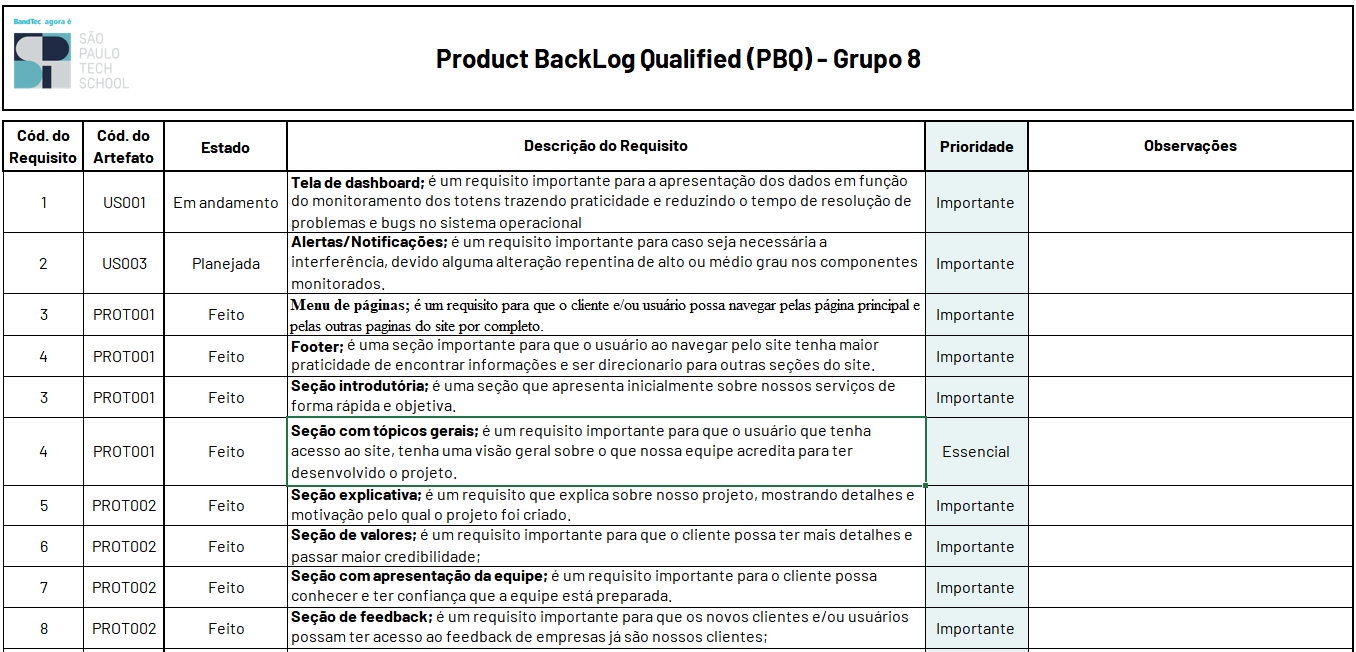 BandTec agora é
SÃO
PAULO
TECH
SCHOOL
Product BackLog Qualified (PBQ) - Grupo 8
Cód. do Requisito | Cód. do Artefato | Estado | Descrição do Requisito | Prioridade | Observações
1 | US001 | Em andamento | Tela de dashboard; é um requisito importante para a apresentação dos dados em função
do monitoramento dos totens trazendo praticidade e reduzindo o tempo de resolução de
problemas e bugs no sistema operacional | Importante
2 | US003 | Planejada | Alertas/Notificações; é um requisito importante para caso seja necessária a
interferência, devido alguma alteração repentina de alto ou médio grau nos componentes
monitorados. | Importante
3 | PROT001 | Feito | Menu de páginas; é um requisito para que o cliente e/ou usuário possa navegar pelas página principal e
pelas outras paginas do site por completo. | Importante
4 | PROT001 | Feito | Footer; é uma seção importante para que o usuário ao navegar pelo site tenha maior
praticidade de encontrar informações e ser direcionario para outras seções do site. | Importante
3 | PROT001 | Feito | Seção introdutória; é uma seção que apresenta inicialmente sobre nossos serviços de
forma rápida e objetiva. | Importante
4 | PROT001 | Feito | Seção com tópicos gerais; é um requisito importante para que o usuário que tenha
acesso ao site, tenha uma visão geral sobre o que nossa equipe acredita para ter
desenvolvido o projeto. | Essencial
5 | PROT002 | Feito | Seção explicativa; é um requisito que explica sobre nosso projeto, mostrando detalhes e
motivação pelo qual o projeto foi criado. | Importante
6 | PROT002 | Feito | Seção de valores; é um requisito importante para que o cliente possa ter mais detalhes e
passar maior credibilidade; | Importante
7 | PROT002 | Feito | Seção com apresentação da equipe; é um requisito importante para o cliente possa
conhecer e ter confiança que a equipe está preparada. | Importante
8 | PROT002 | Feito | Seção de feedback; é um requisito importante para que os novos clientes e/ou usuários
possam ter acesso ao feedback de empresas já são nossos clientes; | Importante